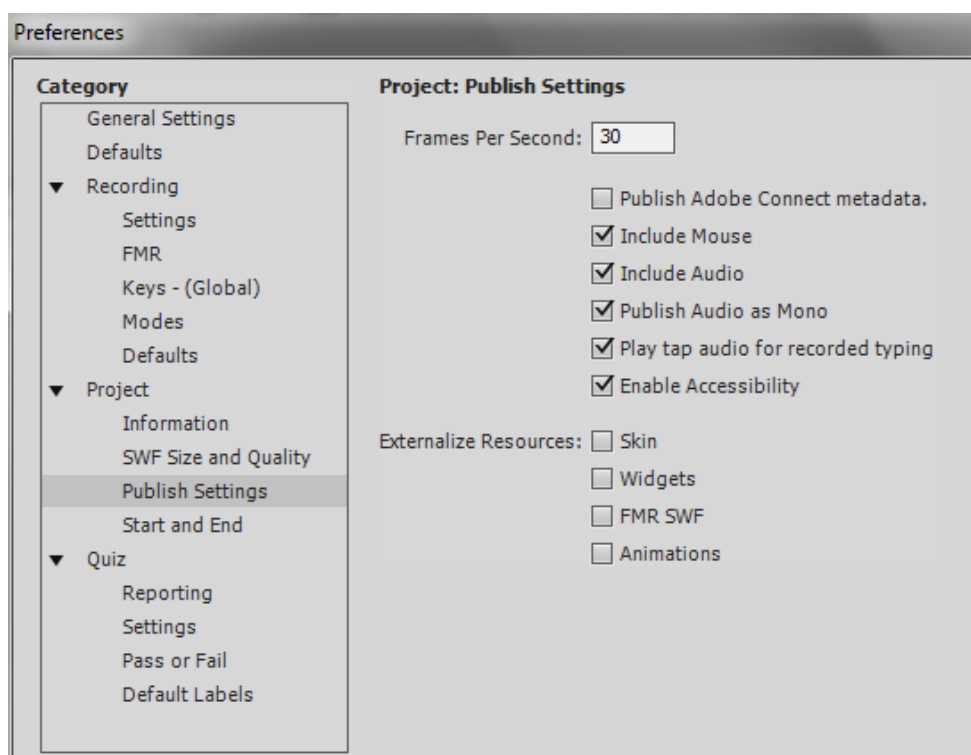 Preferences
Category
General Settings
Defaults
Recording
Settings
FMR
Keys - (Global)
Modes
Defaults
Project
Information
SWF Size and Quality
Publish Settings
Start and End
Quiz
Reporting
Settings
Pass or Fail
Default Labels
Project: Publish Settings
Frames Per Second: 30
Publish Adobe Connect metadata.
Include Mouse
Include Audio
Publish Audio as Mono
Play tap audio for recorded typing
Enable Accessibility
Externalize Resources: Skin
Widgets
FMR SWF
Animations